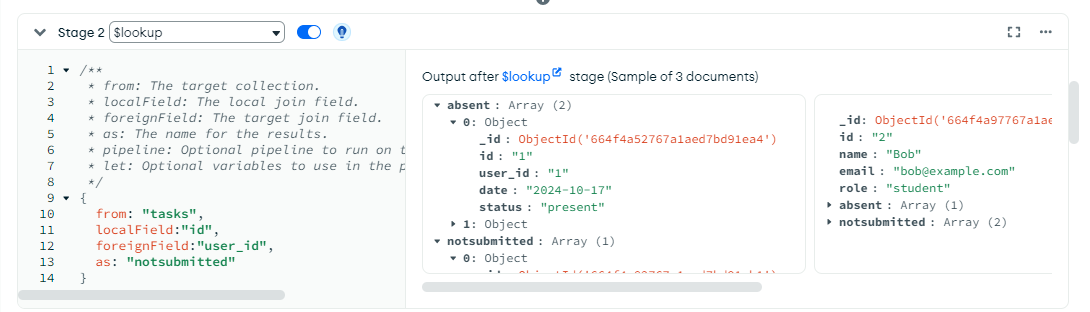 Stage 2 $lookup
1 /**
2 * from: The target collection.
3 * localField: The local join field.
4 * foreignField: The target join field.
5 * as: The name for the results.
6 * pipeline: Optional pipeline to run on t
7 * let: Optional variables to use in the p
8 */
9 {
10 from: "tasks",
11 localField:"id",
12 foreignField:"user_id",
13 as: "notsubmitted"
14 }
Output after $lookup stage (Sample of 3 documents)
absent : Array (2)
0: Object
_id: ObjectId('664f4a52767a1aed7bd91ea4')
id : "1"
user_id : "1"
date : "2024-10-17"
status : "present"
1: Object
notsubmitted : Array (1)
0: Object
_id: ObjectId('664f4a97767a1ae
id : "2"
name : "Bob"
email : "bob@example.com"
role : "student"
absent : Array (1)
notsubmitted : Array (2)